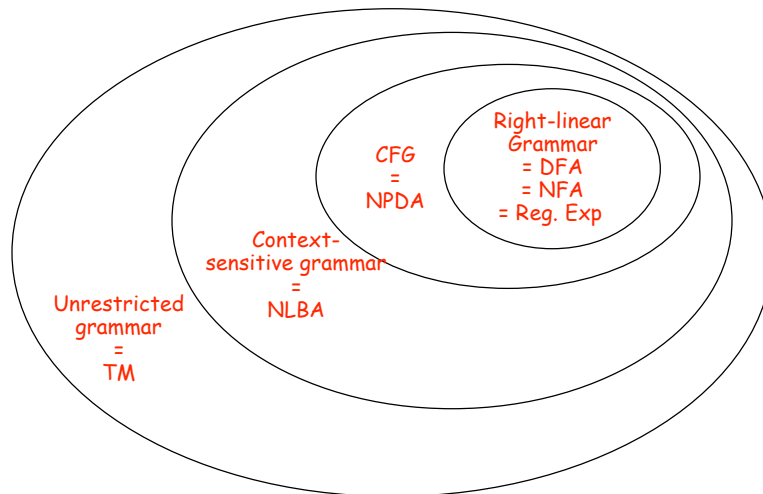 Right-linear
Grammar
= DFA
= NFA
= Reg. Exp
CFG
=
NPDA
Context-
sensitive grammar
=
NLBA
Unrestricted
grammar
=
TM